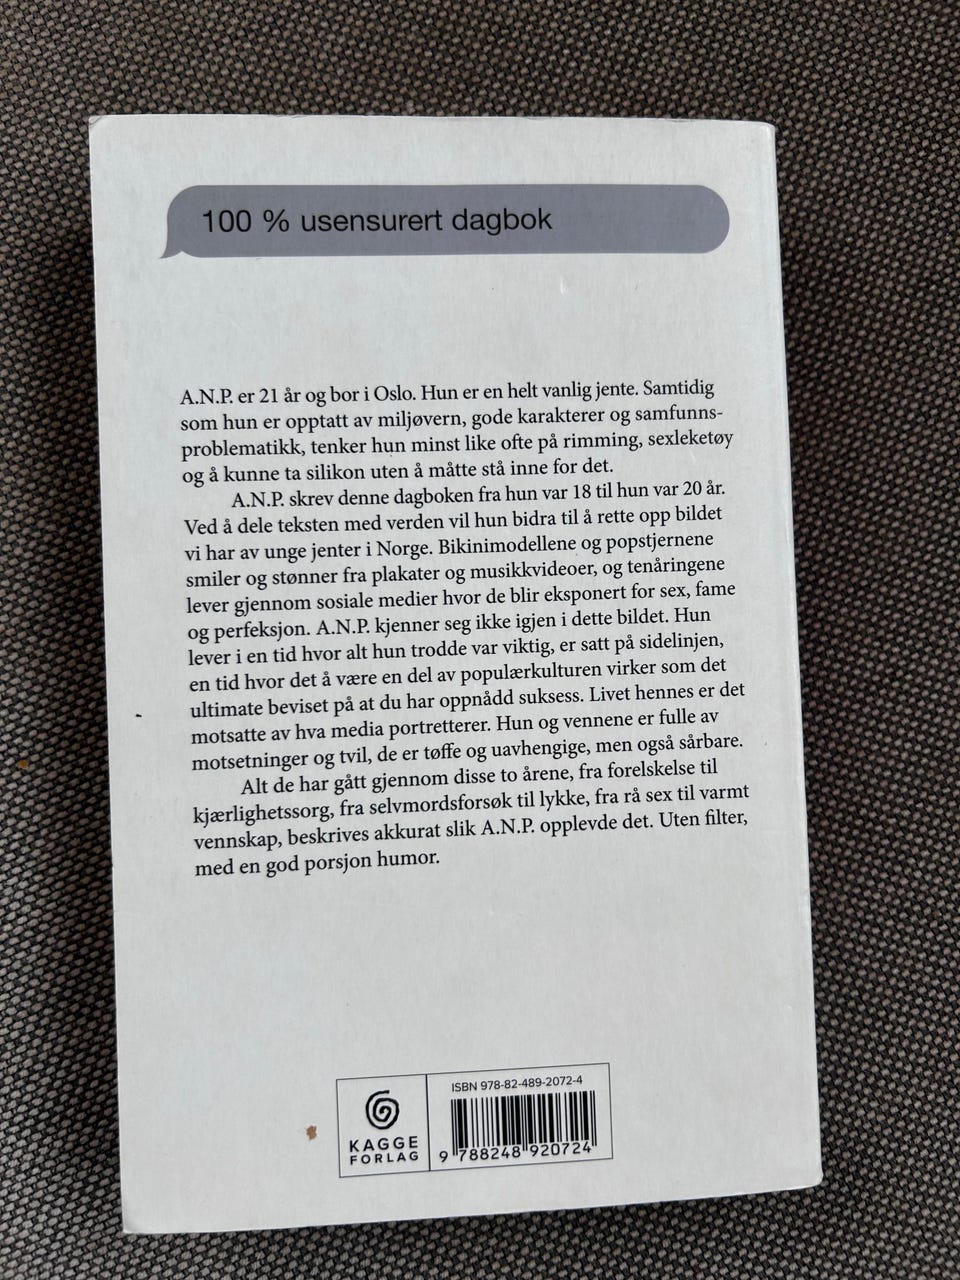 100 % usensurert dagbok
A.N.P. er 21 år og bor i Oslo. Hun er en helt vanlig jente. Samtidig
som hun er opptatt av miljøvern, gode karakterer og samfunns-
problematikk, tenker hun minst like ofte på rimming, sexleketøy
og å kunne ta silikon uten å måtte stå inne for det.
A.N.P. skrev denne dagboken fra hun var 18 til hun var 20 år.
Ved å dele teksten med verden vil hun bidra til å rette opp bildet
vi har av unge jenter i Norge. Bikinimodellene og popstjernene
smiler og stønner fra plakater og musikkvideoer, og tenåringene
lever gjennom sosiale medier hvor de blir eksponert for sex, fame
og perfeksjon. A.N.P. kjenner seg ikke igjen i dette bildet. Hun
lever i en tid hvor alt hun trodde var viktig, er satt på sidelinjen,
en tid hvor det å være en del av populærkulturen virker som det
ultimate beviset på at du har oppnådd suksess. Livet hennes er det
motsatte av hva media portretterer. Hun og vennene er fulle av
motsetninger og tvil, de er tøffe og uavhengige, men også sårbare.
Alt de har gått gjennom disse to årene, fra forelskelse til
kjærlighetssorg, fra selvmordsforsøk til lykke, fra rå sex til varmt
vennskap, beskrives akkurat slik A.N.P. opplevde det. Uten filter,
med en god porsjon humor.
KAGGE
FORLAG
ISBN 978-82-489-2072-4
9 788248 920724